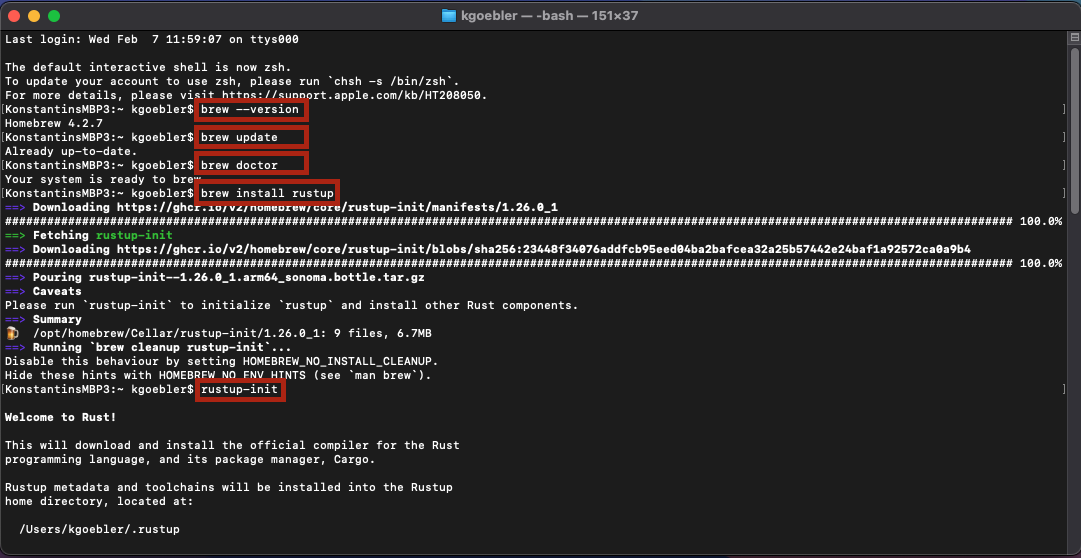 kgoebler — -bash — 151×37
Last login: Wed Feb  7 11:59:07 on ttys000
The default interactive shell is now zsh.
To update your account to use zsh, please run `chsh -s /bin/zsh`.
For more details, please visit https://support.apple.com/kb/HT208050.
[KonstantinsMBP3:~ kgoebler$ brew --version ]
Homebrew 4.2.7
[KonstantinsMBP3:~ kgoebler$ brew update ]
Already up-to-date.
[KonstantinsMBP3:~ kgoebler$ brew doctor ]
Your system is ready to brew
[KonstantinsMBP3:~ kgoebler$ brew install rustup ]
==> Downloading https://ghcr.io/v2/homebrew/core/rustup-init/manifests/1.26.0_1
################################################################################################################################################ 100.0%
==> Fetching rustup-init
==> Downloading https://ghcr.io/v2/homebrew/core/rustup-init/blobs/sha256:23448f34076addfcb95eed04ba2bafcea32a25b57442e24baf1a92572ca0a9b4
################################################################################################################################################ 100.0%
==> Pouring rustup-init--1.26.0_1.arm64_sonoma.bottle.tar.gz
==> Caveats
Please run `rustup-init` to initialize `rustup` and install other Rust components.
==> Summary
🍺  /opt/homebrew/Cellar/rustup-init/1.26.0_1: 9 files, 6.7MB
==> Running `brew cleanup rustup-init`...
Disable this behaviour by setting HOMEBREW_NO_INSTALL_CLEANUP.
Hide these hints with HOMEBREW_NO_ENV_HINTS (see `man brew`).
[KonstantinsMBP3:~ kgoebler$ rustup-init ]
Welcome to Rust!
This will download and install the official compiler for the Rust
programming language, and its package manager, Cargo.
Rustup metadata and toolchains will be installed into the Rustup
home directory, located at:
/Users/kgoebler/.rustup